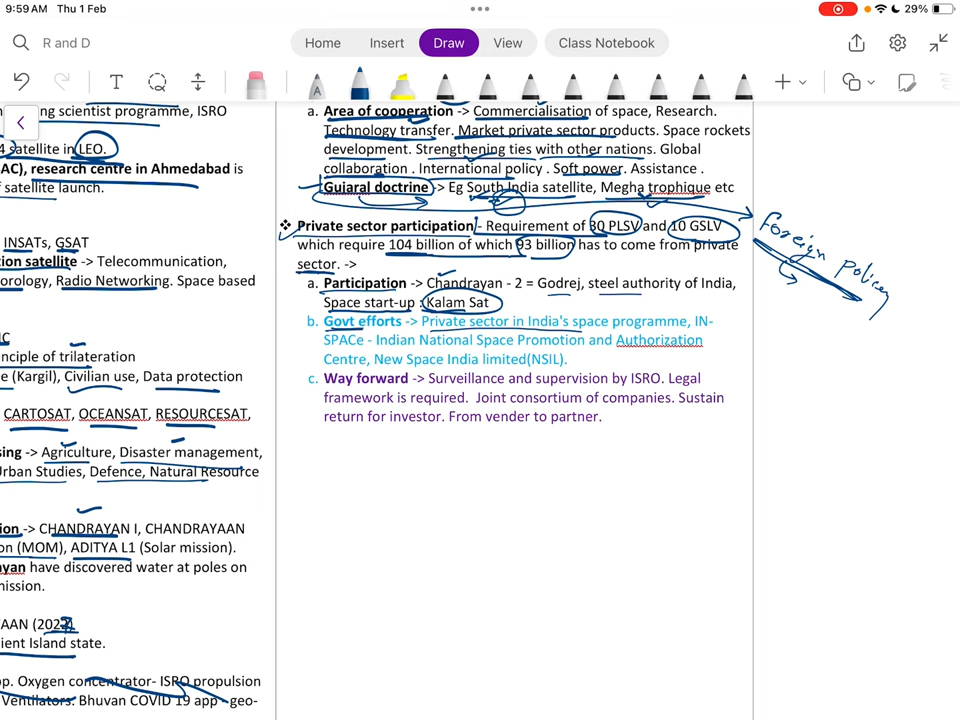 9:59 AM Thu 1 Feb
29%
R and D
Home Insert Draw View Class Notebook
T
A
ng scientist programme, ISRO
4 satellite in LEO.
AC), research centre in Ahmedabad is
f satellite launch.
INSATs, GSAT
tion satellite -> Telecommunication,
orology, Radio Networking. Space based
IC
inciple of trilateration
e (Kargil), Civilian use, Data protection
CARTOSAT, OCEANSAT, RESOURCESAT,
sing -> Agriculture, Disaster management,
Urban Studies, Defence, Natural Resource
ion -> CHANDRAYAN I, CHANDRAYAAN
on (MOM), ADITYA L1 (Solar mission).
ayan have discovered water at poles on
mission.
AAN (202
ient Island state.
pp. Oxygen concentrator- ISRO propulsion
Ventilators. Bhuvan COVID 19 app -geo-
a. Area of cooperation -> Commercialisation of space, Research.
Technology transfer. Market private sector products. Space rockets
development. Strengthening ties with other nations. Global
collaboration . International policy . Soft power. Assistance .
Gujaral doctrine -> Eg South India satellite, Megha trophique etc
❖ Private sector participation - Requirement of 30 PLSV and 10 GSLV
which require 104 billion of which 93 billion has to come from private
sector. ->
a. Participation -> Chandrayan - 2 = Godrej, steel authority of India,
Space start-up : Kalam Sat
b. Govt efforts -> Private sector in India's space programme, IN-
SPACe - Indian National Space Promotion and Authorization
Centre, New Space India limited(NSIL).
c. Way forward -> Surveillance and supervision by ISRO. Legal
framework is required. Joint consortium of companies. Sustain
return for investor. From vender to partner.
Foreign Policy